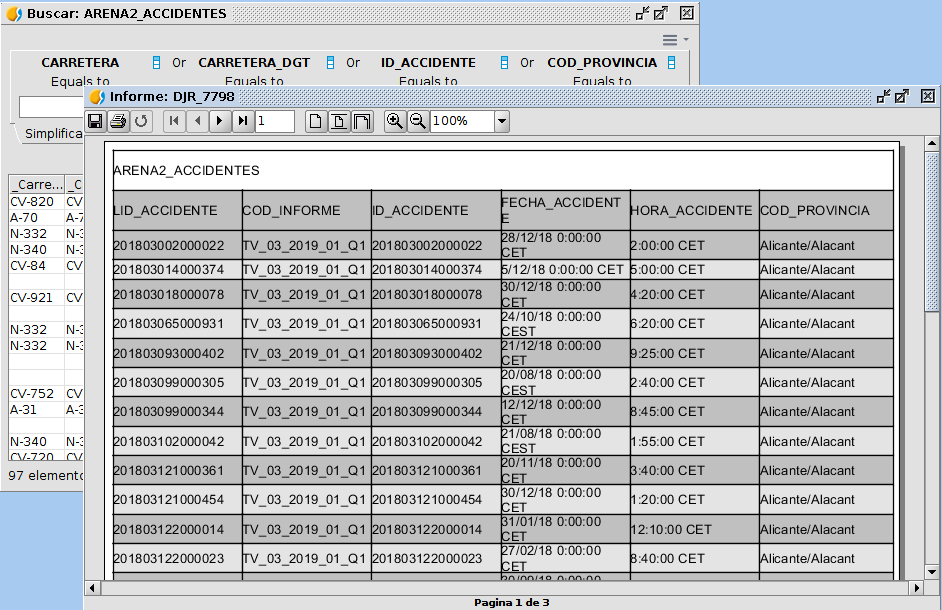 Buscar: ARENA2_ACCIDENTES
CARRETERA Or CARRETERA_DGT Or ID_ACCIDENTE Or COD_PROVINCIA
Equals to Equals to Equals to Equals to
Simplifica
_Carre... _C
CV-820 CV
A-70 A-7
N-332 N-3
N-340 N-3
CV-84 CV
CV-921 CV
N-332 N-3
N-332 N-3
CV-752 CV
A-31 A-3
N-340 N-3
CV-720 CV
97 elemento
Informe: DJR_7798
1
100%
ARENA2_ACCIDENTES
LID_ACCIDENTE COD_INFORME ID_ACCIDENTE FECHA_ACCIDENT
E HORA_ACCIDENTE COD_PROVINCIA
201803002000022 TV_03_2019_01_Q1 201803002000022 28/12/18 0:00:00
CET 2:00:00 CET Alicante/Alacant
201803014000374 TV_03_2019_01_Q1 201803014000374 5/12/18 0:00:00 CET 5:00:00 CET Alicante/Alacant
201803018000078 TV_03_2019_01_Q1 201803018000078 30/12/18 0:00:00
CET 4:20:00 CET Alicante/Alacant
201803065000931 TV_03_2019_01_Q1 201803065000931 24/10/18 0:00:00
CEST 6:20:00 CET Alicante/Alacant
201803093000402 TV_03_2019_01_Q1 201803093000402 21/12/18 0:00:00
CET 9:25:00 CET Alicante/Alacant
201803099000305 TV_03_2019_01_Q1 201803099000305 20/08/18 0:00:00
CEST 2:40:00 CET Alicante/Alacant
201803099000344 TV_03_2019_01_Q1 201803099000344 12/12/18 0:00:00
CET 8:45:00 CET Alicante/Alacant
201803102000042 TV_03_2019_01_Q1 201803102000042 21/08/18 0:00:00
CEST 1:55:00 CET Alicante/Alacant
201803121000361 TV_03_2019_01_Q1 201803121000361 20/11/18 0:00:00
CET 3:40:00 CET Alicante/Alacant
201803121000454 TV_03_2019_01_Q1 201803121000454 30/12/18 0:00:00
CET 1:20:00 CET Alicante/Alacant
201803122000014 TV_03_2019_01_Q1 201803122000014 31/01/18 0:00:00
CET 12:10:00 CET Alicante/Alacant
201803122000023 TV_03_2019_01_Q1 201803122000023 27/02/18 0:00:00
CET 8:40:00 CET Alicante/Alacant
Pagina 1 de 3